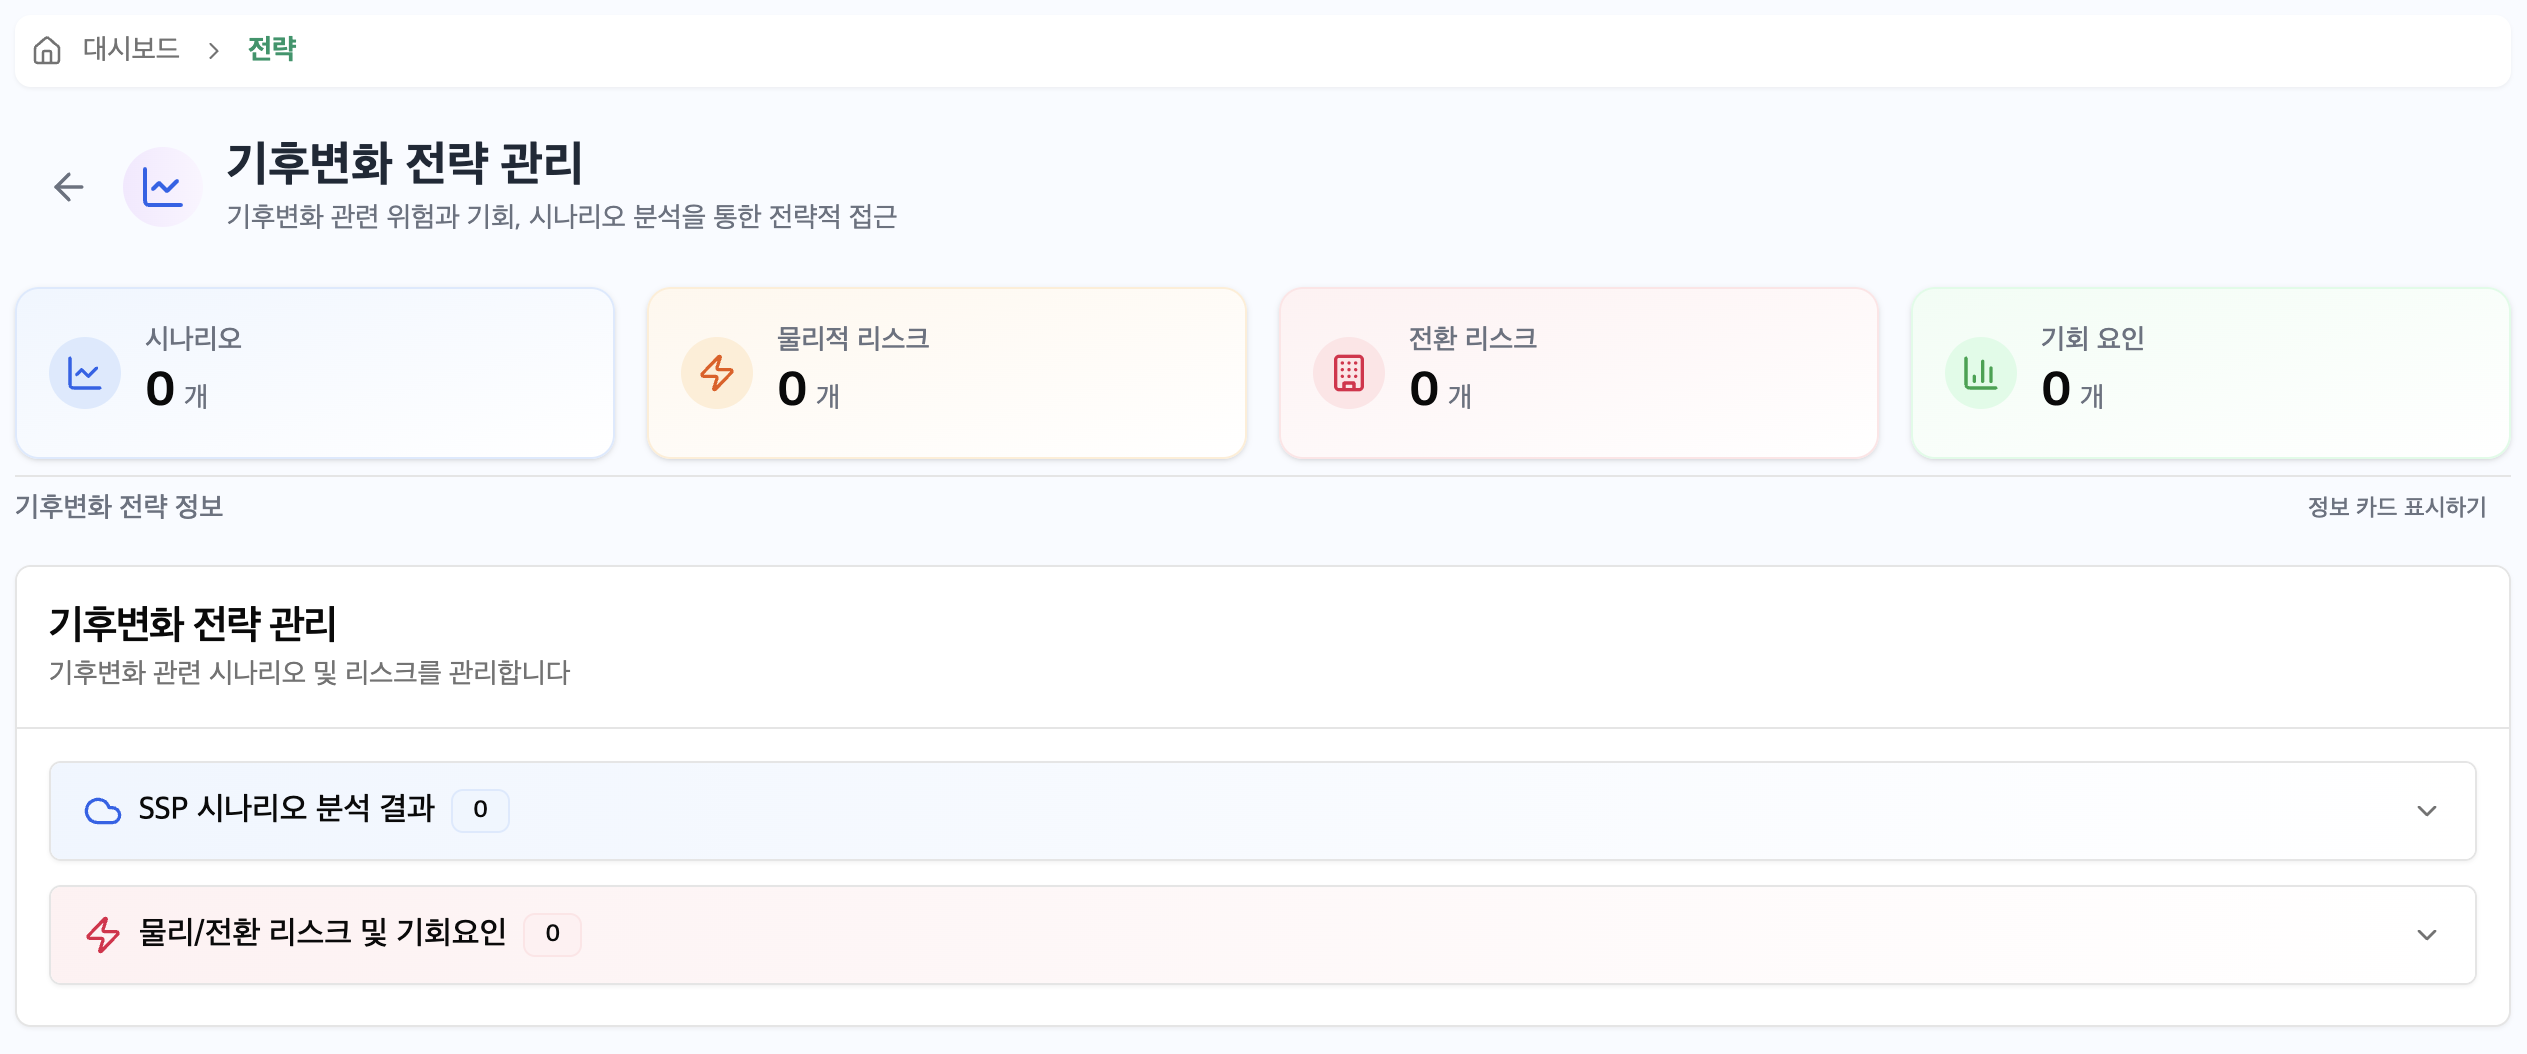 대시보드 > 전략
기후변화 전략 관리
기후변화 관련 위험과 기회, 시나리오 분석을 통한 전략적 접근
시나리오
0 개
물리적 리스크
0 개
전환 리스크
0 개
기회 요인
0 개
기후변화 전략 정보
정보 카드 표시하기
기후변화 전략 관리
기후변화 관련 시나리오 및 리스크를 관리합니다
SSP 시나리오 분석 결과 0
물리/전환 리스크 및 기회요인 0